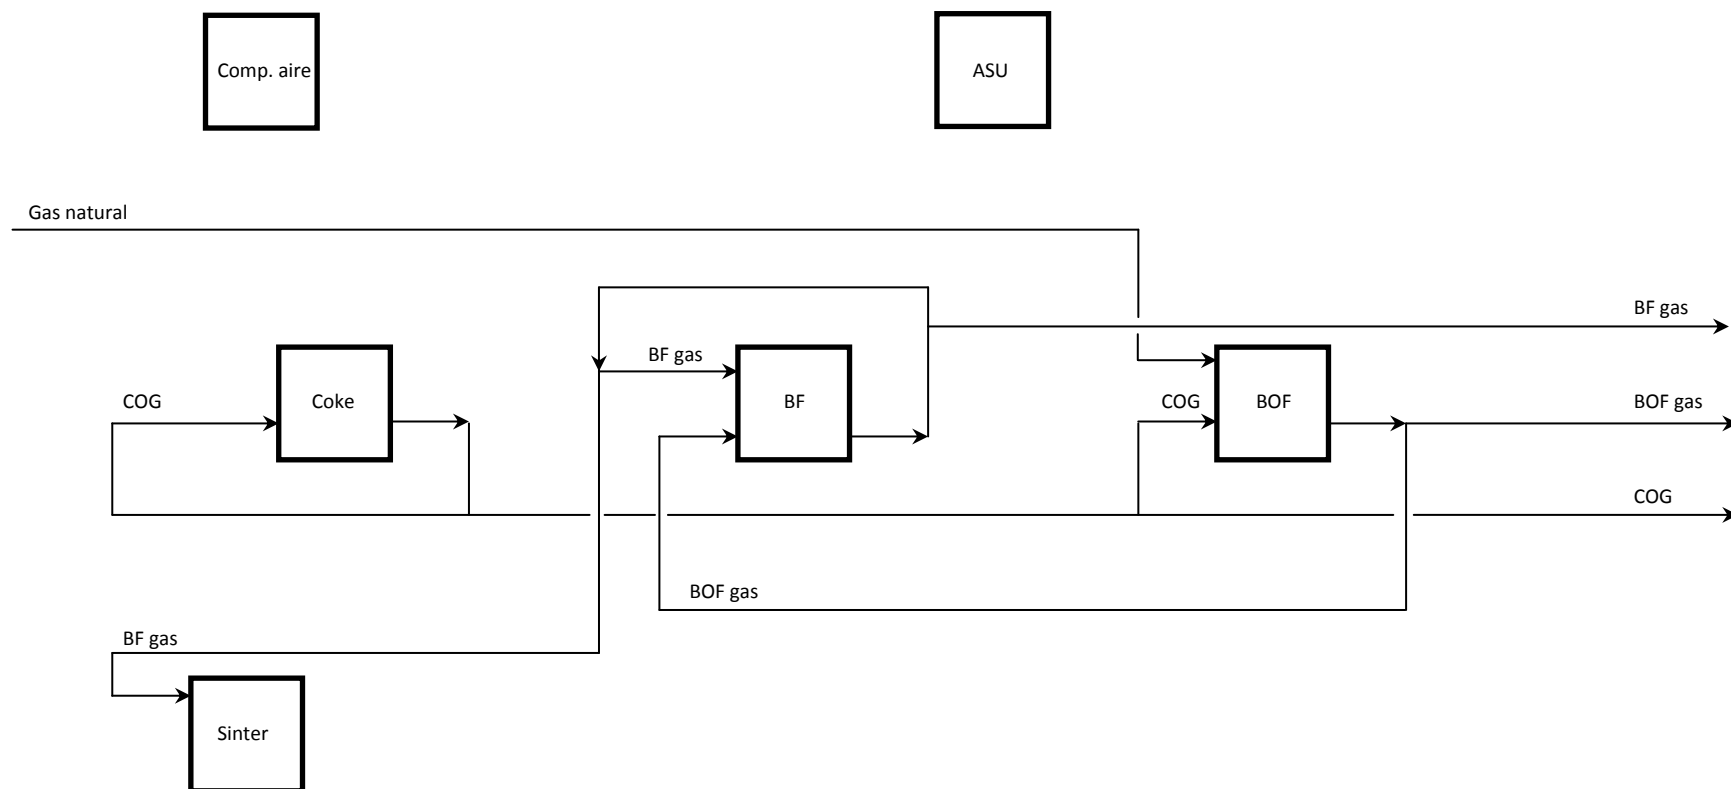 Comp. aire
ASU
Gas natural
BF gas
BF gas
COG
Coke
BF
COG
BOF
BOF gas
COG
BOF gas
BF gas
Sinter